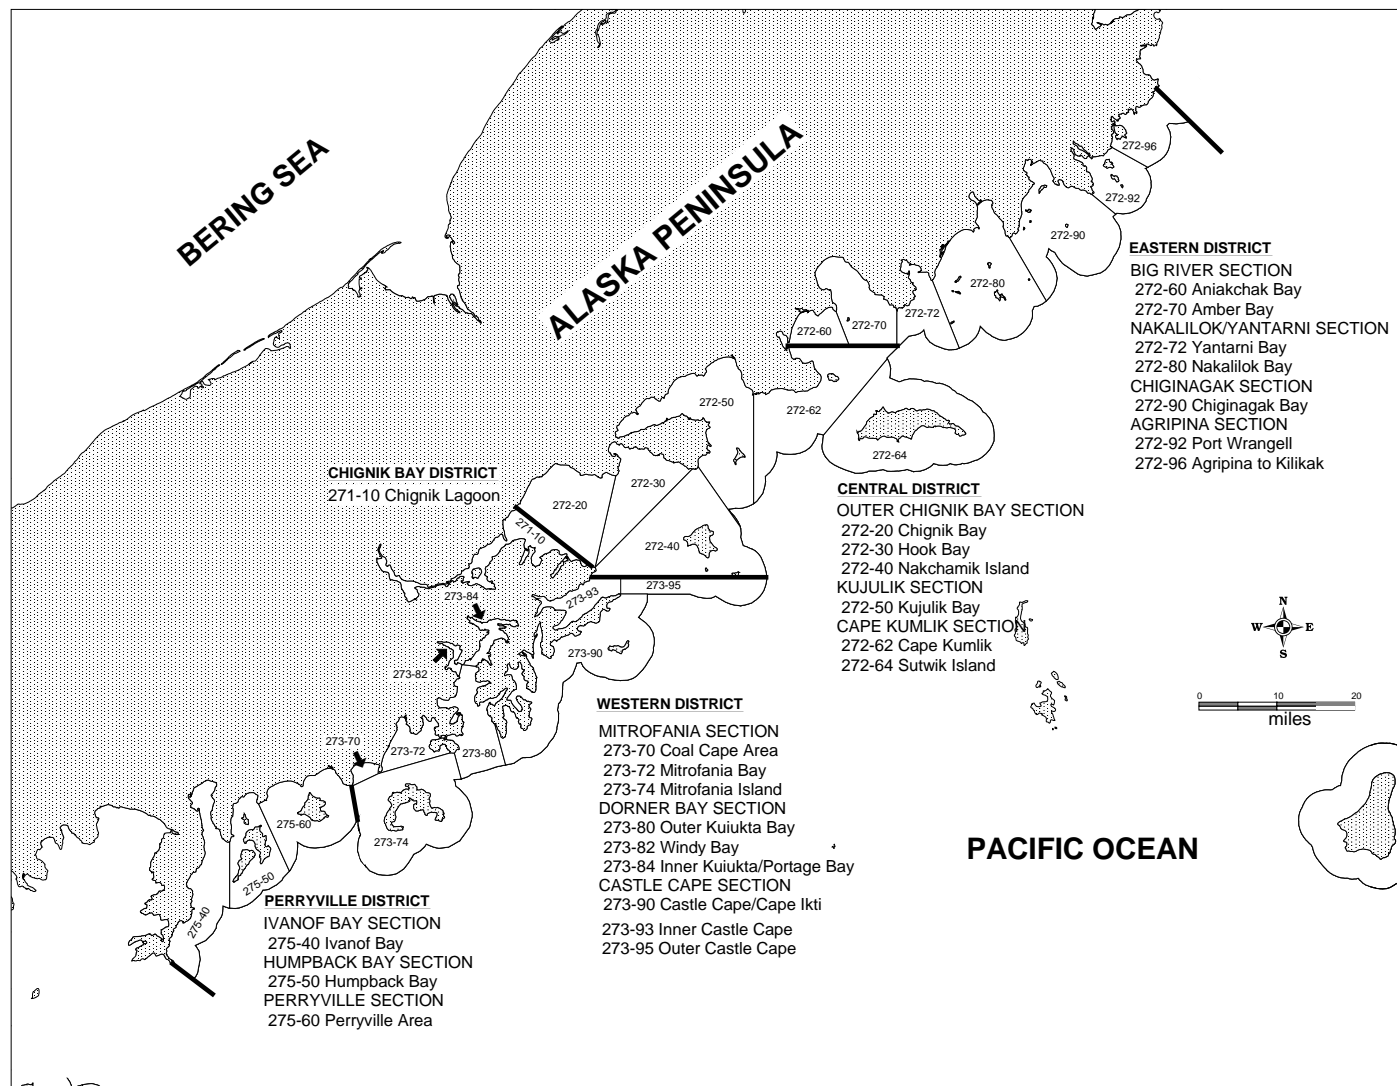 BERING SEA
ALASKA PENINSULA
272-96
272-92
272-90
272-80
272-72
272-70
272-60
272-62
272-64
272-50
272-30
272-20
271-10
272-40
273-95
273-93
273-90
273-84
273-82
273-80
273-72
273-70
273-74
275-60
275-50
275-40
EASTERN DISTRICT
BIG RIVER SECTION
272-60 Aniakchak Bay
272-70 Amber Bay
NAKALILOK/YANTARNI SECTION
272-72 Yantarni Bay
272-80 Nakalilok Bay
CHIGINAGAK SECTION
272-90 Chiginagak Bay
AGRIPINA SECTION
272-92 Port Wrangell
272-96 Agripina to Kilikak
CHIGNIK BAY DISTRICT
271-10 Chignik Lagoon
CENTRAL DISTRICT
OUTER CHIGNIK BAY SECTION
272-20 Chignik Bay
272-30 Hook Bay
272-40 Nakchamik Island
KUJULIK SECTION
272-50 Kujulik Bay
CAPE KUMLIK SECTION
272-62 Cape Kumlik
272-64 Sutwik Island
N
W E
S
0 10 20
miles
WESTERN DISTRICT
MITROFANIA SECTION
273-70 Coal Cape Area
273-72 Mitrofania Bay
273-74 Mitrofania Island
DORNER BAY SECTION
273-80 Outer Kuiukta Bay
273-82 Windy Bay
273-84 Inner Kuiukta/Portage Bay
CASTLE CAPE SECTION
273-90 Castle Cape/Cape Ikti
273-93 Inner Castle Cape
273-95 Outer Castle Cape
PACIFIC OCEAN
PERRYVILLE DISTRICT
IVANOF BAY SECTION
275-40 Ivanof Bay
HUMPBACK BAY SECTION
275-50 Humpback Bay
PERRYVILLE SECTION
275-60 Perryville Area